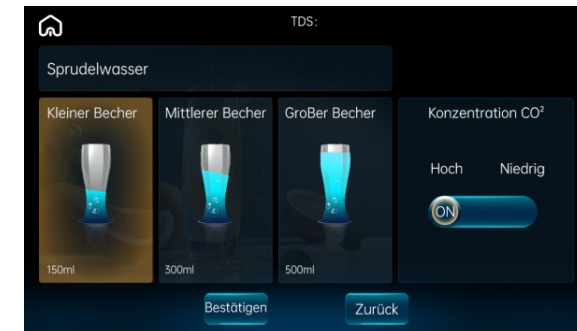 TDS:
Sprudelwasser
Kleiner Becher
Mittlerer Becher
GroBer Becher
Konzentration CO²
Hoch Niedrig
ON
150ml
300ml
500ml
Bestätigen
Zurück